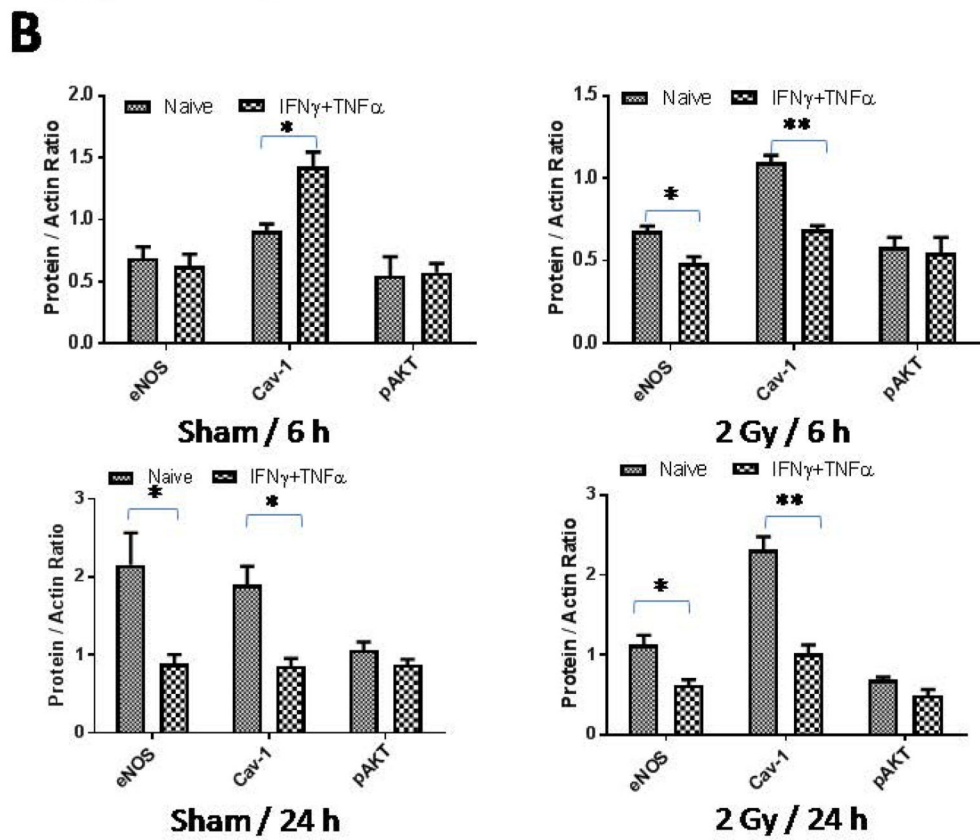 B
2.0
1.5
1.0
0.5
0.0
Protein / Actin Ratio
Naive IFNγ+TNFα
*
eNOS Cav-1 pAKT
Sham / 6 h
1.5
1.0
0.5
0.0
Protein / Actin Ratio
Naive IFNγ+TNFα
*
**
eNOS Cav-1 pAKT
2 Gy / 6 h
3
2
1
0
Protein / Actin Ratio
Naive IFNγ+TNFα
* *
eNOS Cav-1 pAKT
Sham / 24 h
3
2
1
0
Protein / Actin Ratio
Naive IFNγ+TNFα
*
**
eNOS Cav-1 pAKT
2 Gy / 24 h